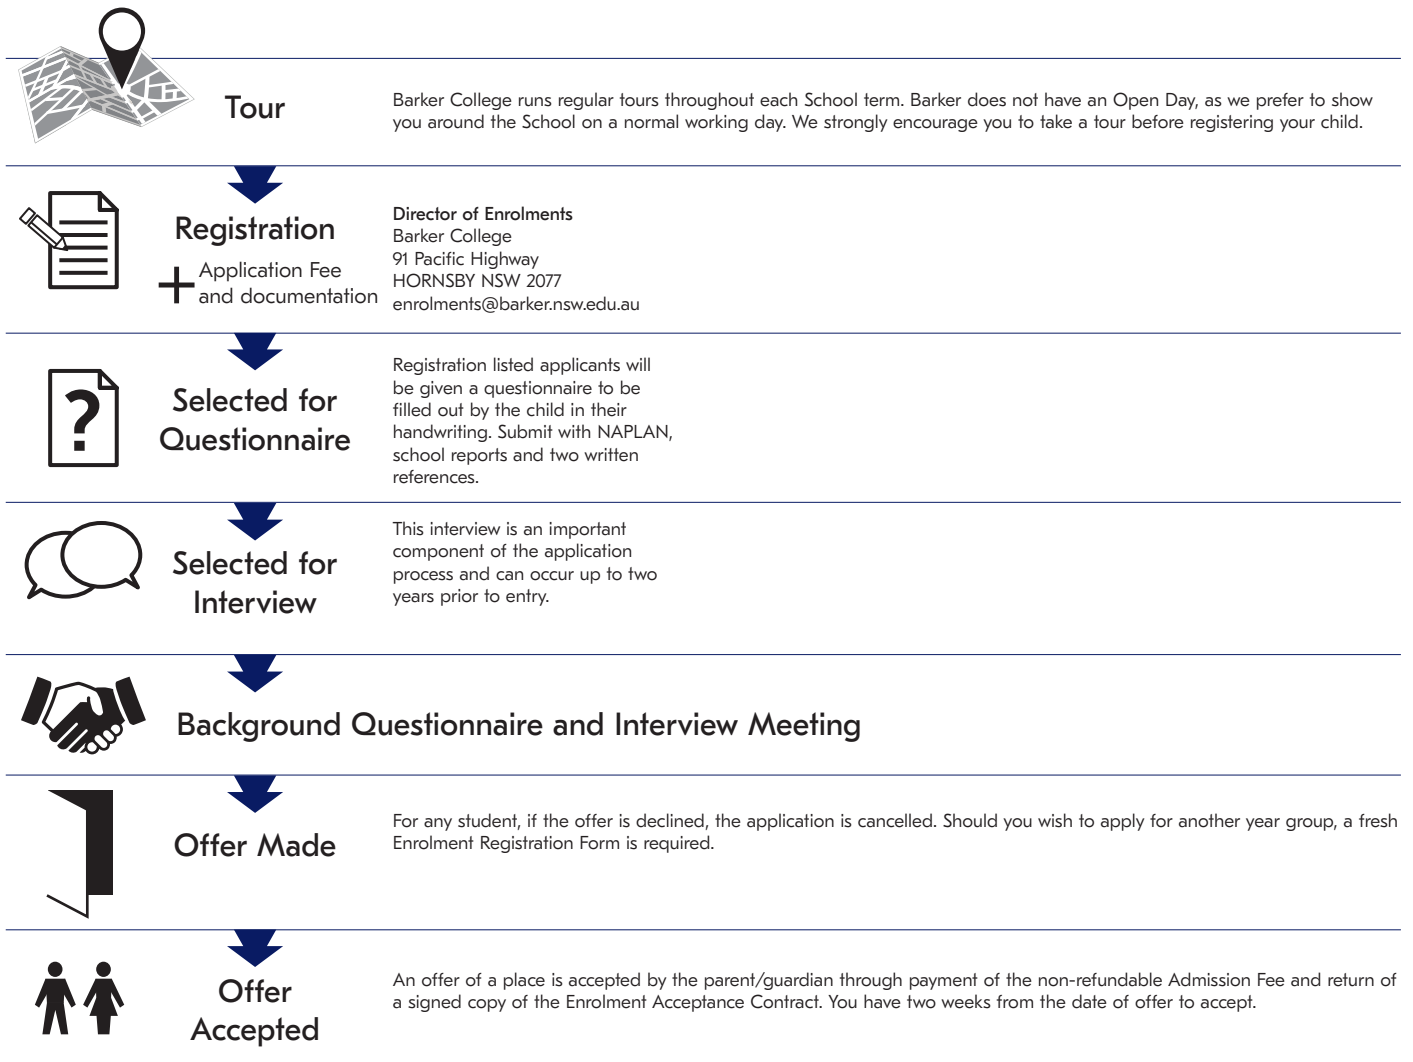 Tour
Barker College runs regular tours throughout each School term. Barker does not have an Open Day, as we prefer to show
you around the School on a normal working day. We strongly encourage you to take a tour before registering your child.
Registration
+ Application Fee
and documentation
Director of Enrolments
Barker College
91 Pacific Highway
HORNSBY NSW 2077
enrolments@barker.nsw.edu.au
?
Selected for
Questionnaire
Registration listed applicants will
be given a questionnaire to be
filled out by the child in their
handwriting. Submit with NAPLAN,
school reports and two written
references.
Selected for
Interview
This interview is an important
component of the application
process and can occur up to two
years prior to entry.
Background Questionnaire and Interview Meeting
Offer Made
For any student, if the offer is declined, the application is cancelled. Should you wish to apply for another year group, a fresh
Enrolment Registration Form is required.
Offer
Accepted
An offer of a place is accepted by the parent/guardian through payment of the non-refundable Admission Fee and return of
a signed copy of the Enrolment Acceptance Contract. You have two weeks from the date of offer to accept.